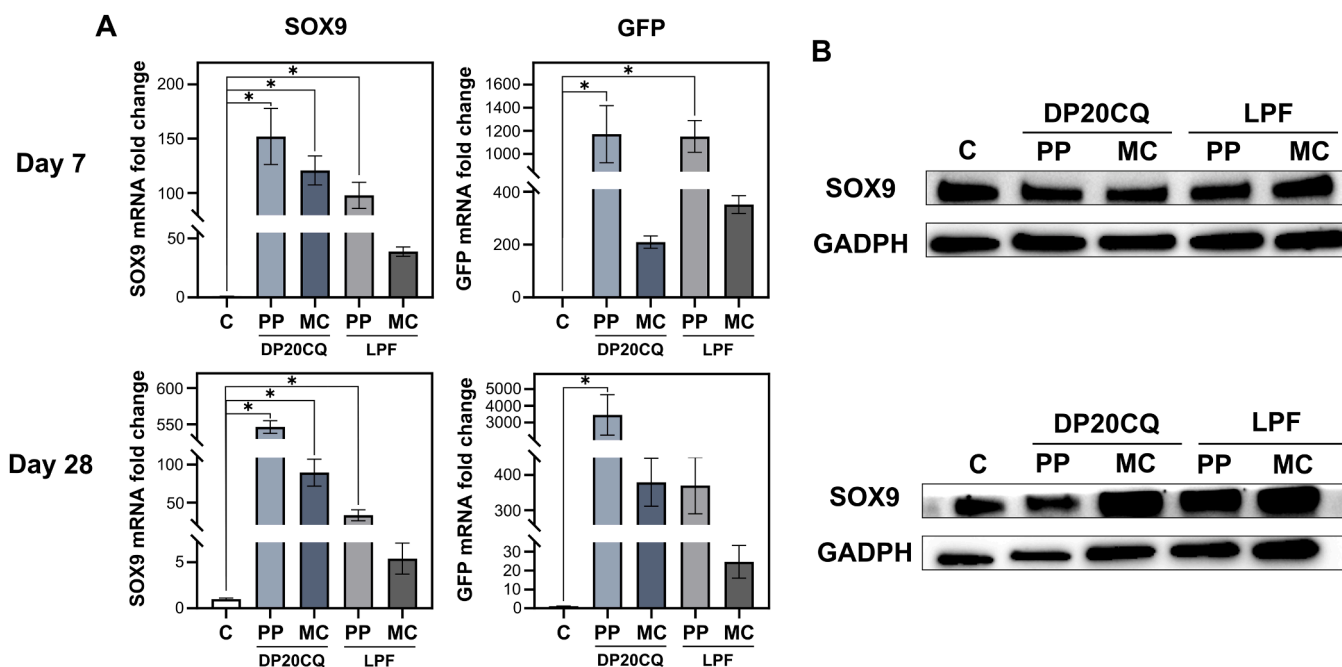 A
SOX9
GFP
B
Day 7
SOX9 mRNA fold change
200
150
100
50
0
* * *
C PP MC PP MC
DP20CQ LPF
GFP mRNA fold change
1600
1400
1200
1000
400
200
0
* *
C PP MC PP MC
DP20CQ LPF
Day 28
SOX9 mRNA fold change
600
550
100
50
5
0
* * *
C PP MC PP MC
DP20CQ LPF
GFP mRNA fold change
5000
4000
3000
400
300
30
20
10
0
*
C PP MC PP MC
DP20CQ LPF
DP20CQ LPF
C PP MC PP MC
SOX9
GADPH
DP20CQ LPF
C PP MC PP MC
SOX9
GADPH